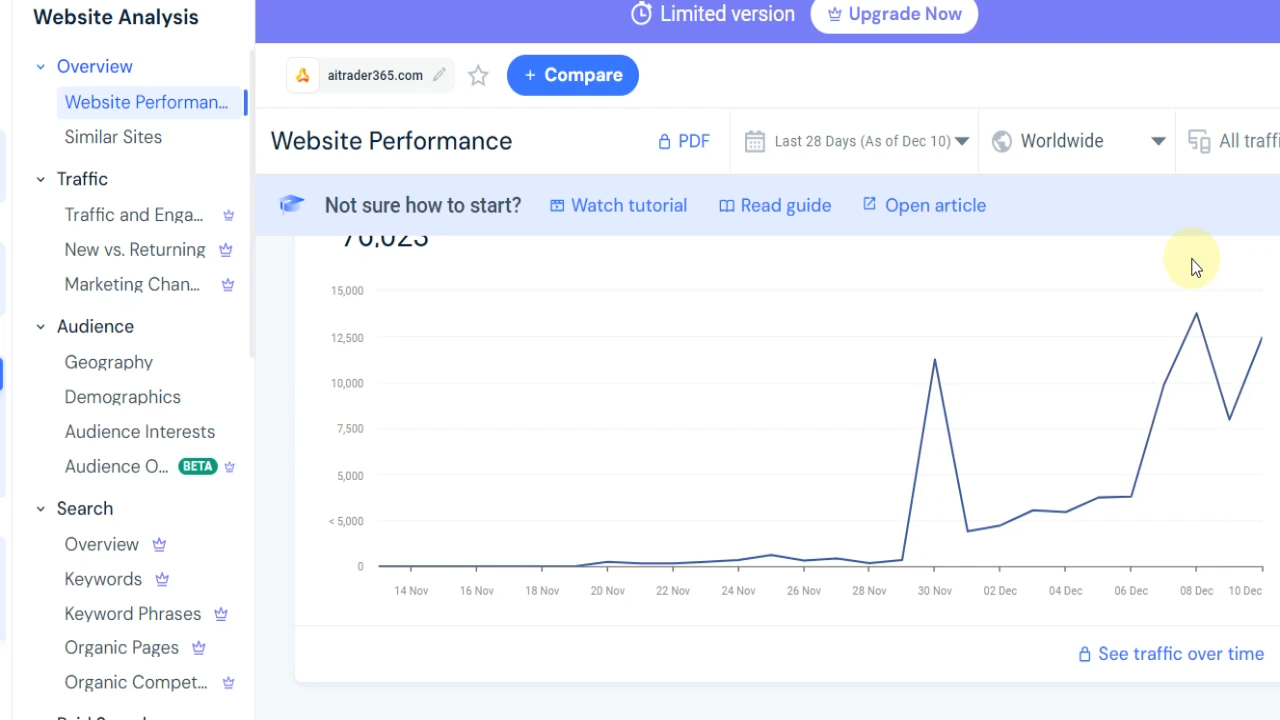 Website Analysis
Limited version
Upgrade Now
Overview
Website Performan...
Similar Sites
Traffic
Traffic and Enga...
New vs. Returning
Marketing Chan...
Audience
Geography
Demographics
Audience Interests
Audience O... BETA
Search
Overview
Keywords
Keyword Phrases
Organic Pages
Organic Compet...
aitrader365.com
+ Compare
Website Performance
PDF
Last 28 Days (As of Dec 10)
Worldwide
All traffi
Not sure how to start?
Watch tutorial
Read guide
Open article
15,000
12,500
10,000
7,500
5,000
< 5,000
0
14 Nov 16 Nov 18 Nov 20 Nov 22 Nov 24 Nov 26 Nov 28 Nov 30 Nov 02 Dec 04 Dec 06 Dec 08 Dec 10 Dec
See traffic over time